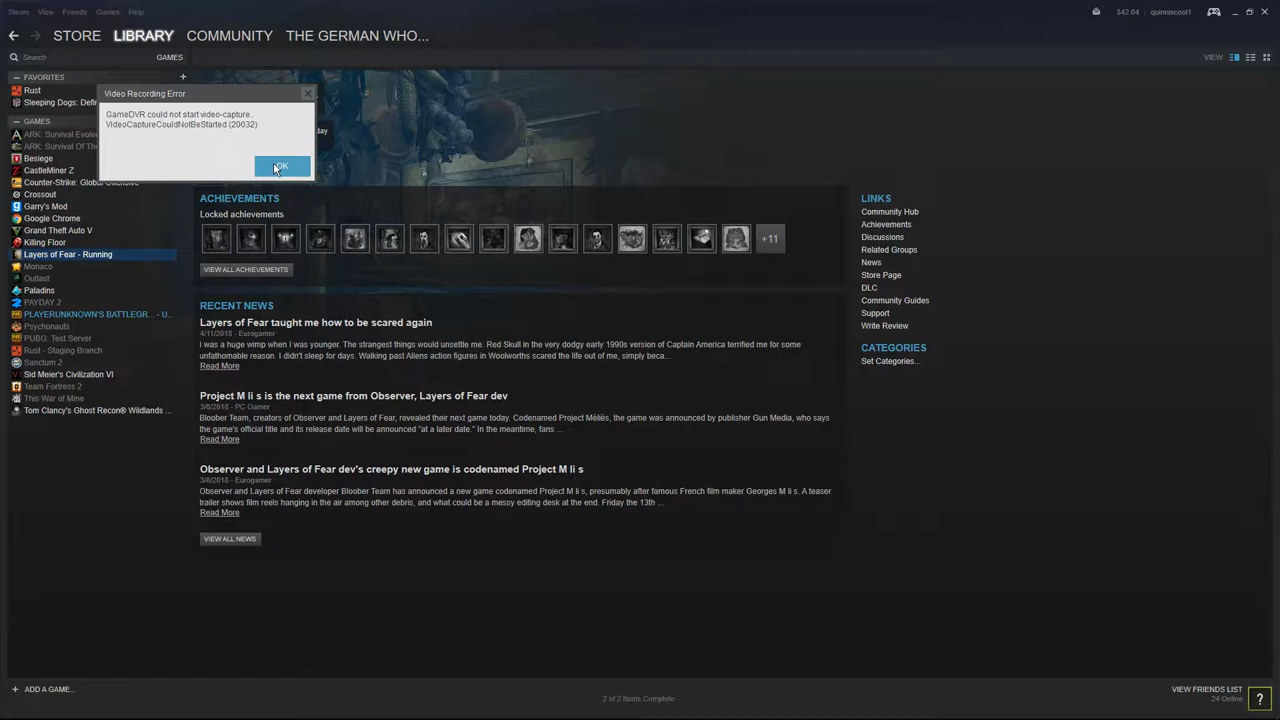 Steam View Friends Games Help
$42.64 quinniscool1
STORE LIBRARY COMMUNITY THE GERMAN WHO...
Search GAMES
VIEW
FAVORITES
Rust
Sleeping Dogs: Defi
GAMES
ARK: Survival Evolve
ARK: Survival Of The
Besiege
CastleMiner Z
Counter-Strike: Global Offensive
Crossout
Garry's Mod
Google Chrome
Grand Theft Auto V
Killing Floor
Layers of Fear - Running
Monaco
Outlast
Paladins
PAYDAY 2
PLAYERUNKNOWN'S BATTLEGR... - U...
Psychonauts
PUBG: Test Server
Rust - Staging Branch
Sanctum 2
Sid Meier's Civilization VI
Team Fortress 2
This War of Mine
Tom Clancy's Ghost Recon® Wildlands ...
+ ADD A GAME...
Video Recording Error
GameDVR could not start video-capture..
VideoCaptureCouldNotBeStarted (20032)
OK
day
ACHIEVEMENTS
Locked achievements
+11
VIEW ALL ACHIEVEMENTS
RECENT NEWS
Layers of Fear taught me how to be scared again
4/11/2018 - Eurogamer
I was a huge wimp when I was younger. The strangest things would unsettle me. Red Skull in the very dodgy early 1990s version of Captain America terrified me for some
unfathomable reason. I didn't sleep for days. Walking past Aliens action figures in Woolworths scared the life out of me, simply beca...
Read More
Project M li s is the next game from Observer, Layers of Fear dev
3/8/2018 - PC Gamer
Bloober Team, creators of Observer and Layers of Fear, revealed their next game today. Codenamed Project Méliès, the game was announced by publisher Gun Media, who says
the game's official title and its release date will be announced "at a later date." In the meantime, fans ...
Read More
Observer and Layers of Fear dev's creepy new game is codenamed Project M li s
3/8/2018 - Eurogamer
Observer and Layers of Fear developer Bloober Team has announced a new game codenamed Project M li s, presumably after famous French film maker Georges M li s. A teaser
trailer shows film reels hanging in the air among other debris, and what could be a messy editing desk at the end. Friday the 13th ...
Read More
VIEW ALL NEWS
LINKS
Community Hub
Achievements
Discussions
Related Groups
News
Store Page
DLC
Community Guides
Support
Write Review
CATEGORIES
Set Categories...
2 of 2 Items Complete
VIEW FRIENDS LIST
24 Online
?